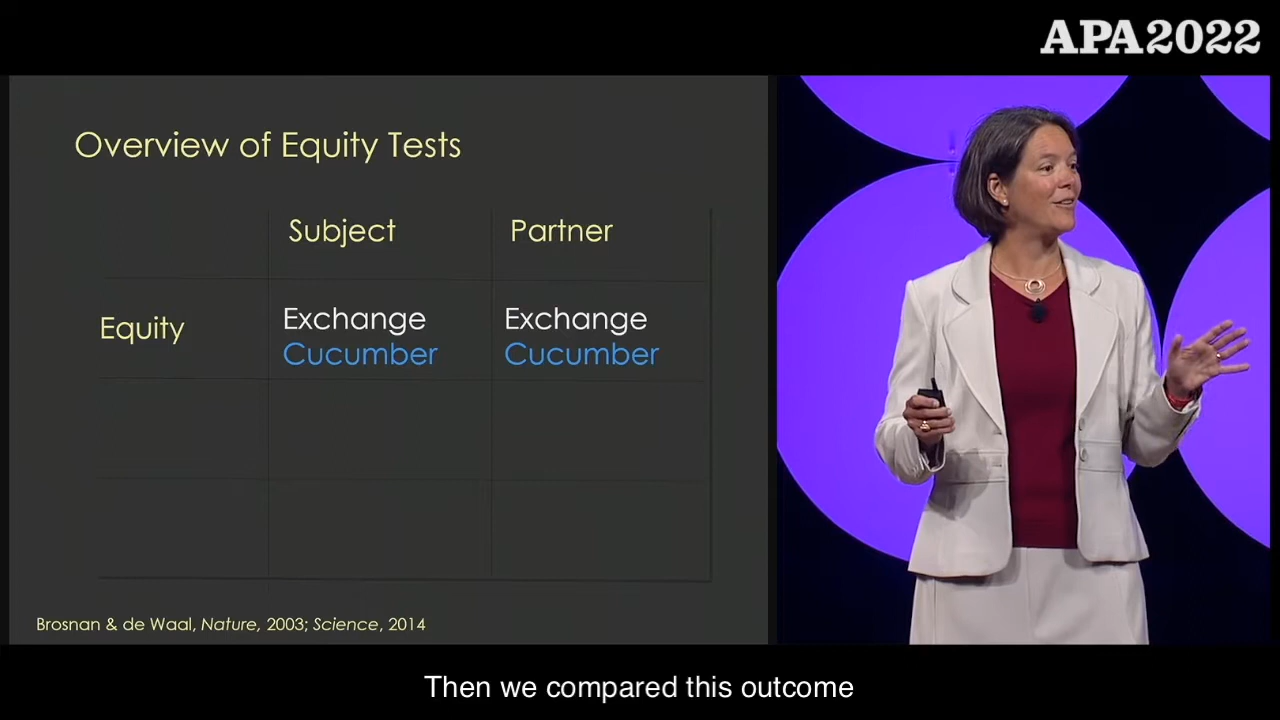 APA2022
Overview of Equity Tests
Subject Partner
Equity
Exchange Exchange
Cucumber Cucumber
Brosnan & de Waal, Nature, 2003; Science, 2014
Then we compared this outcome